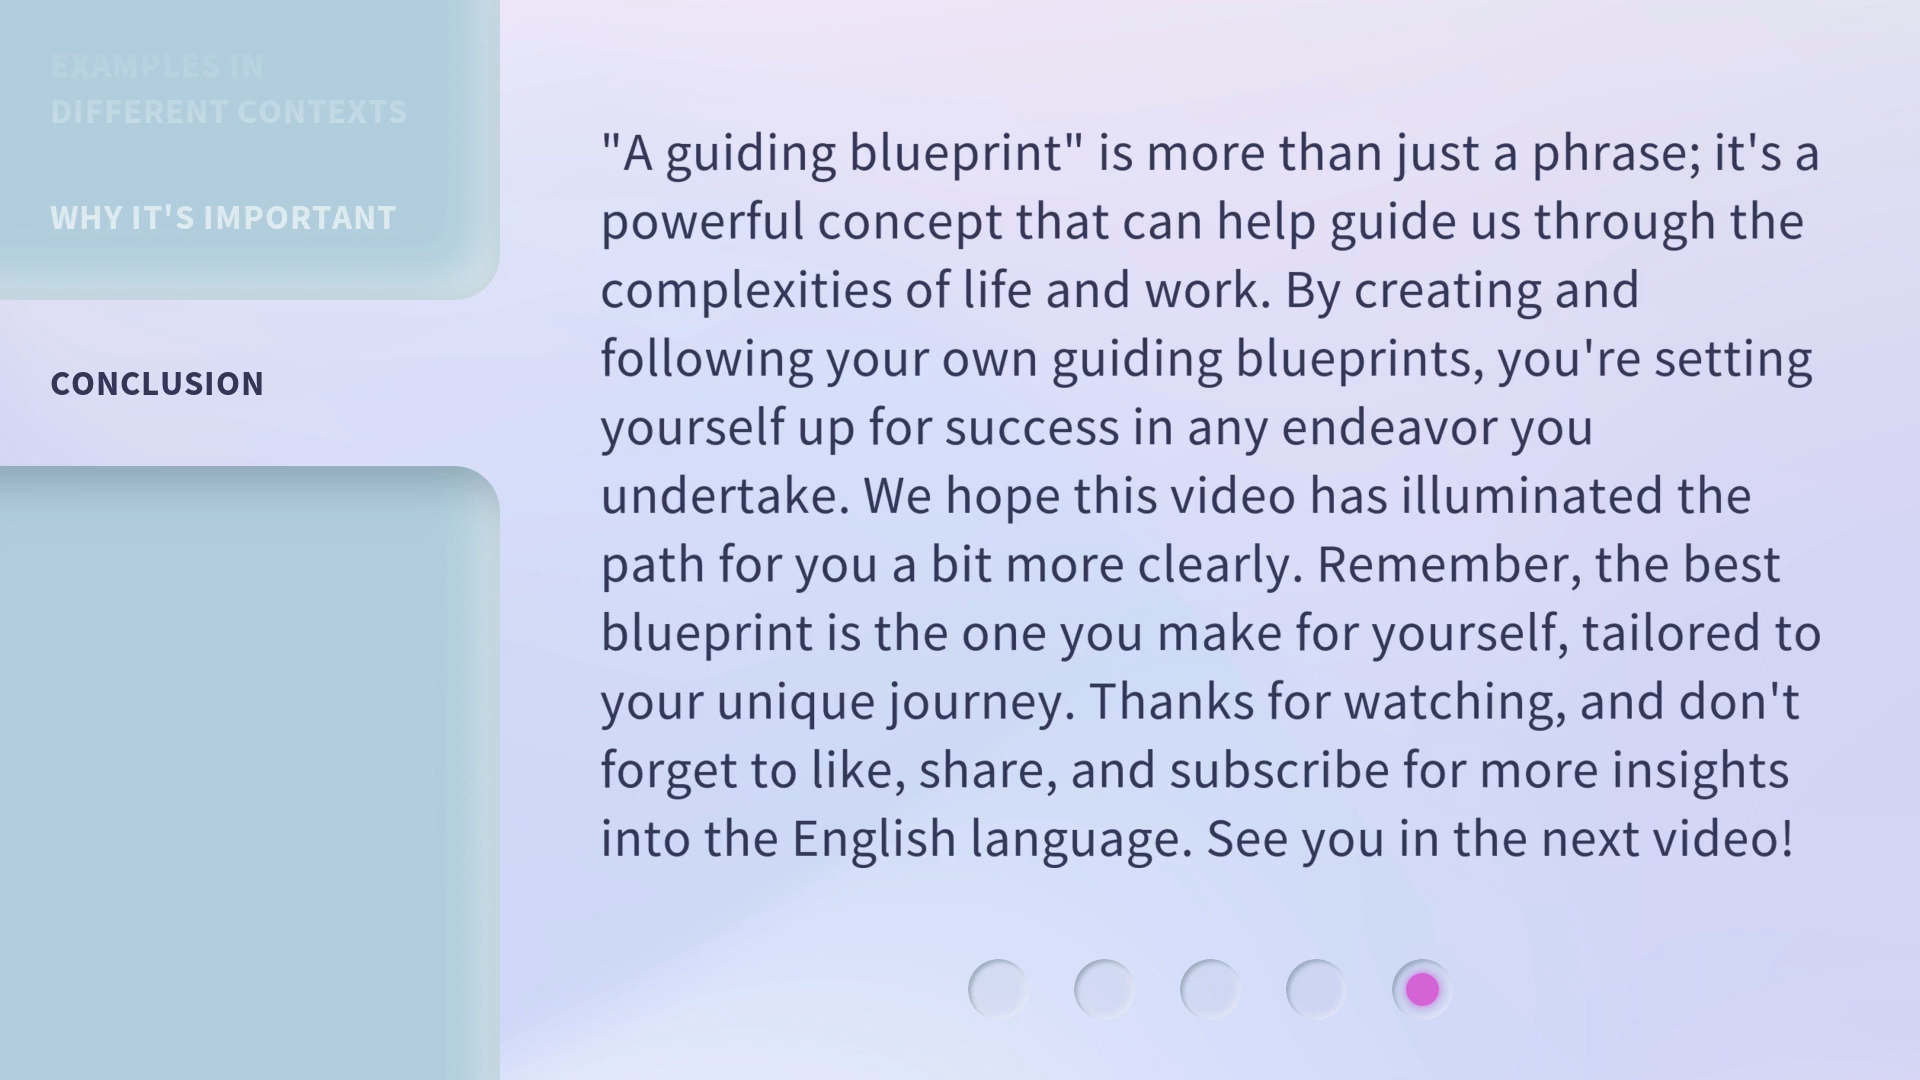 EXAMPLES IN
DIFFERENT CONTEXTS
WHY IT'S IMPORTANT
CONCLUSION
"A guiding blueprint" is more than just a phrase; it's a
powerful concept that can help guide us through the
complexities of life and work. By creating and
following your own guiding blueprints, you're setting
yourself up for success in any endeavor you
undertake. We hope this video has illuminated the
path for you a bit more clearly. Remember, the best
blueprint is the one you make for yourself, tailored to
your unique journey. Thanks for watching, and don't
forget to like, share, and subscribe for more insights
into the English language. See you in the next video!